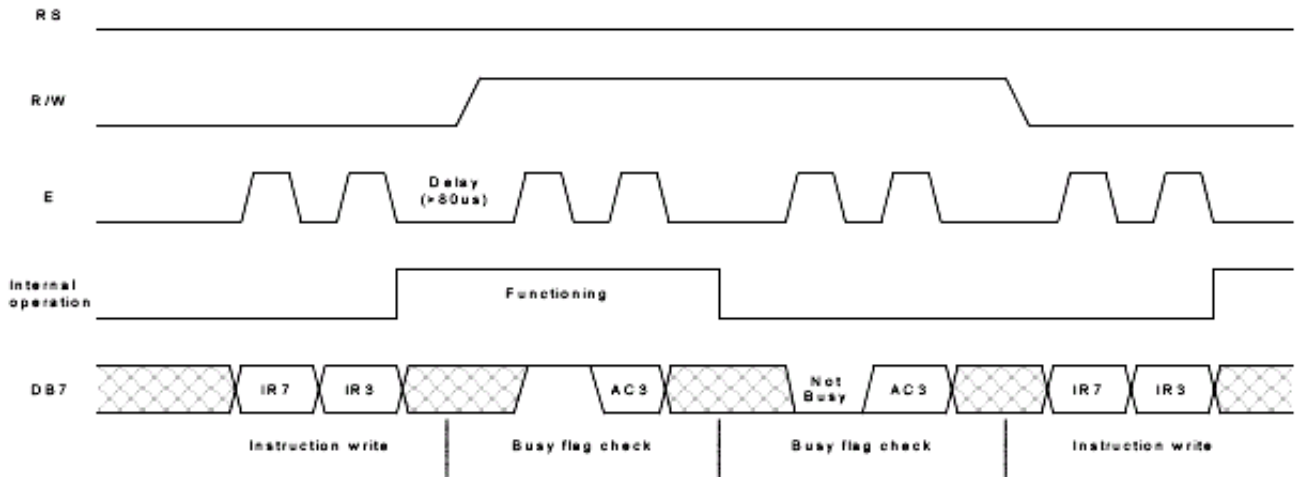 RS
R/W
E
Delay
(>80us)
Internal
operation
Functioning
DB7
IR7
IR3
AC3
Not
Busy
AC3
IR7
IR3
Instruction write
Busy flag check
Busy flag check
Instruction write